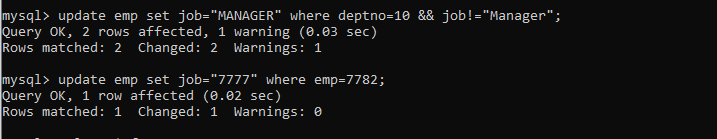 mysql> update emp set job="MANAGER" where deptno=10 && job!="Manager";
Query OK, 2 rows affected, 1 warning (0.03 sec)
Rows matched: 2  Changed: 2  Warnings: 1
mysql> update emp set job="7777" where emp=7782;
Query OK, 1 row affected (0.02 sec)
Rows matched: 1  Changed: 1  Warnings: 0